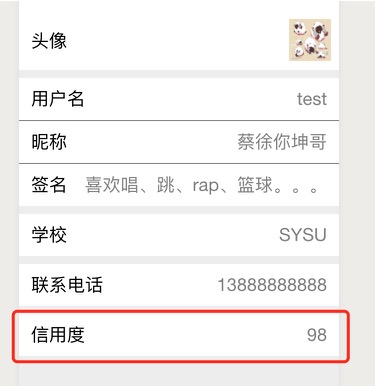 头像
用户名 test
昵称 蔡徐你坤哥
签名 喜欢唱、跳、rap、篮球。。。
学校 SYSU
联系电话 13888888888
信用度 98